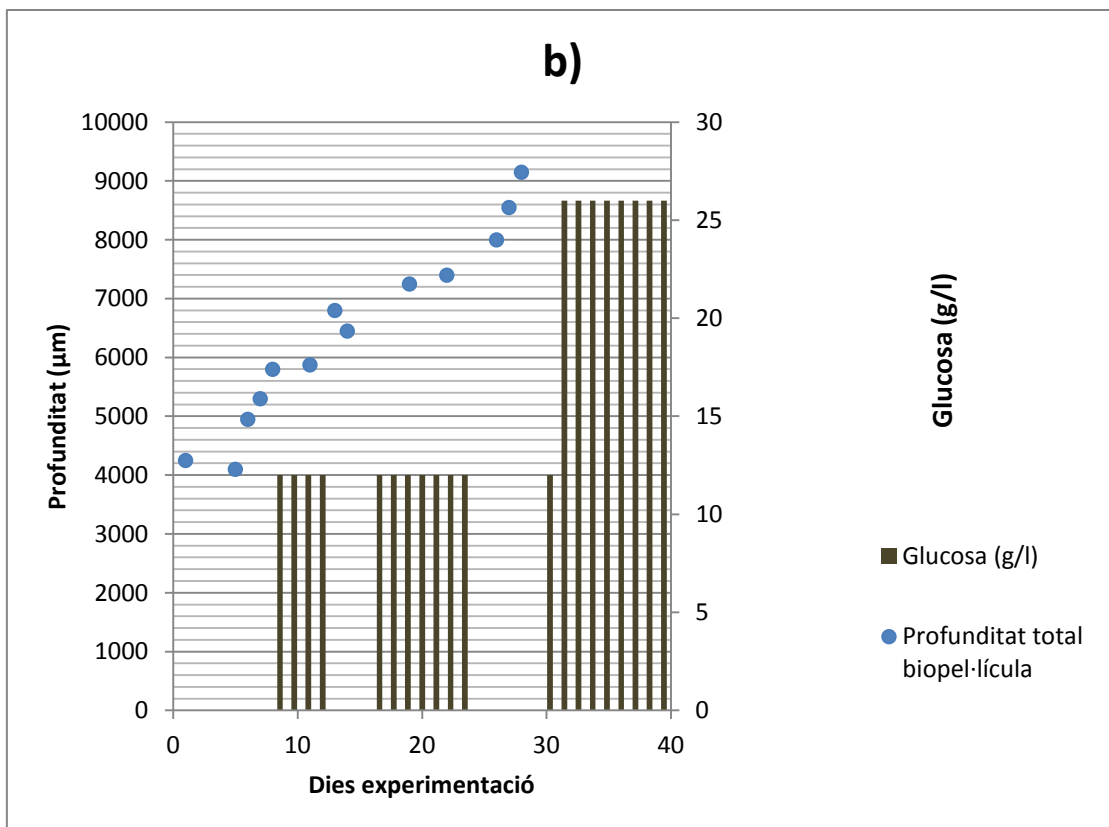 b)
10000
9000
8000
7000
6000
5000
4000
3000
2000
1000
0
Profunditat (µm)
30
25
20
15
10
5
0
Glucosa (g/l)
0 10 20 30 40
Dies experimentació
Glucosa (g/l)
Profunditat total
biopel·lícula